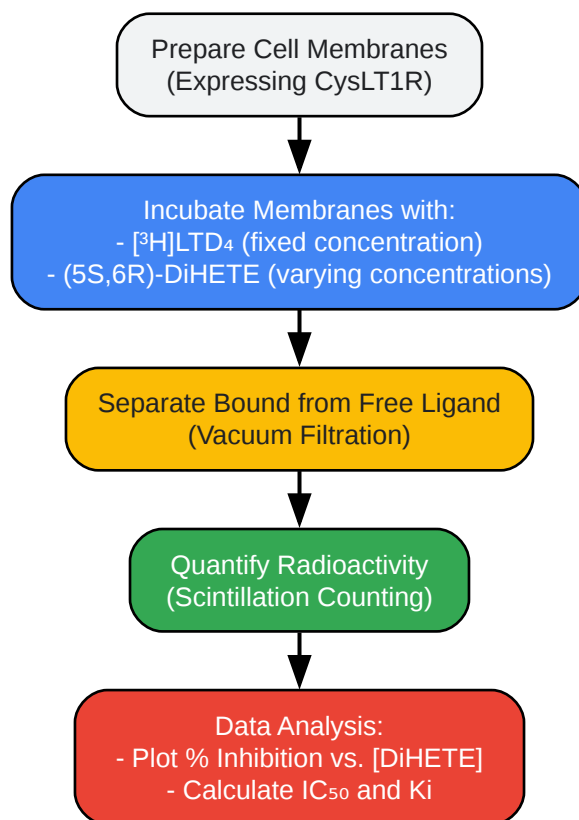 Prepare Cell Membranes
(Expressing CysLT1R)
Incubate Membranes with:
- [³H]LTD₄ (fixed concentration)
- (5S,6R)-DiHETE (varying concentrations)
Separate Bound from Free Ligand
(Vacuum Filtration)
Quantify Radioactivity
(Scintillation Counting)
Data Analysis:
- Plot % Inhibition vs. [DiHETE]
- Calculate IC₅₀ and Ki